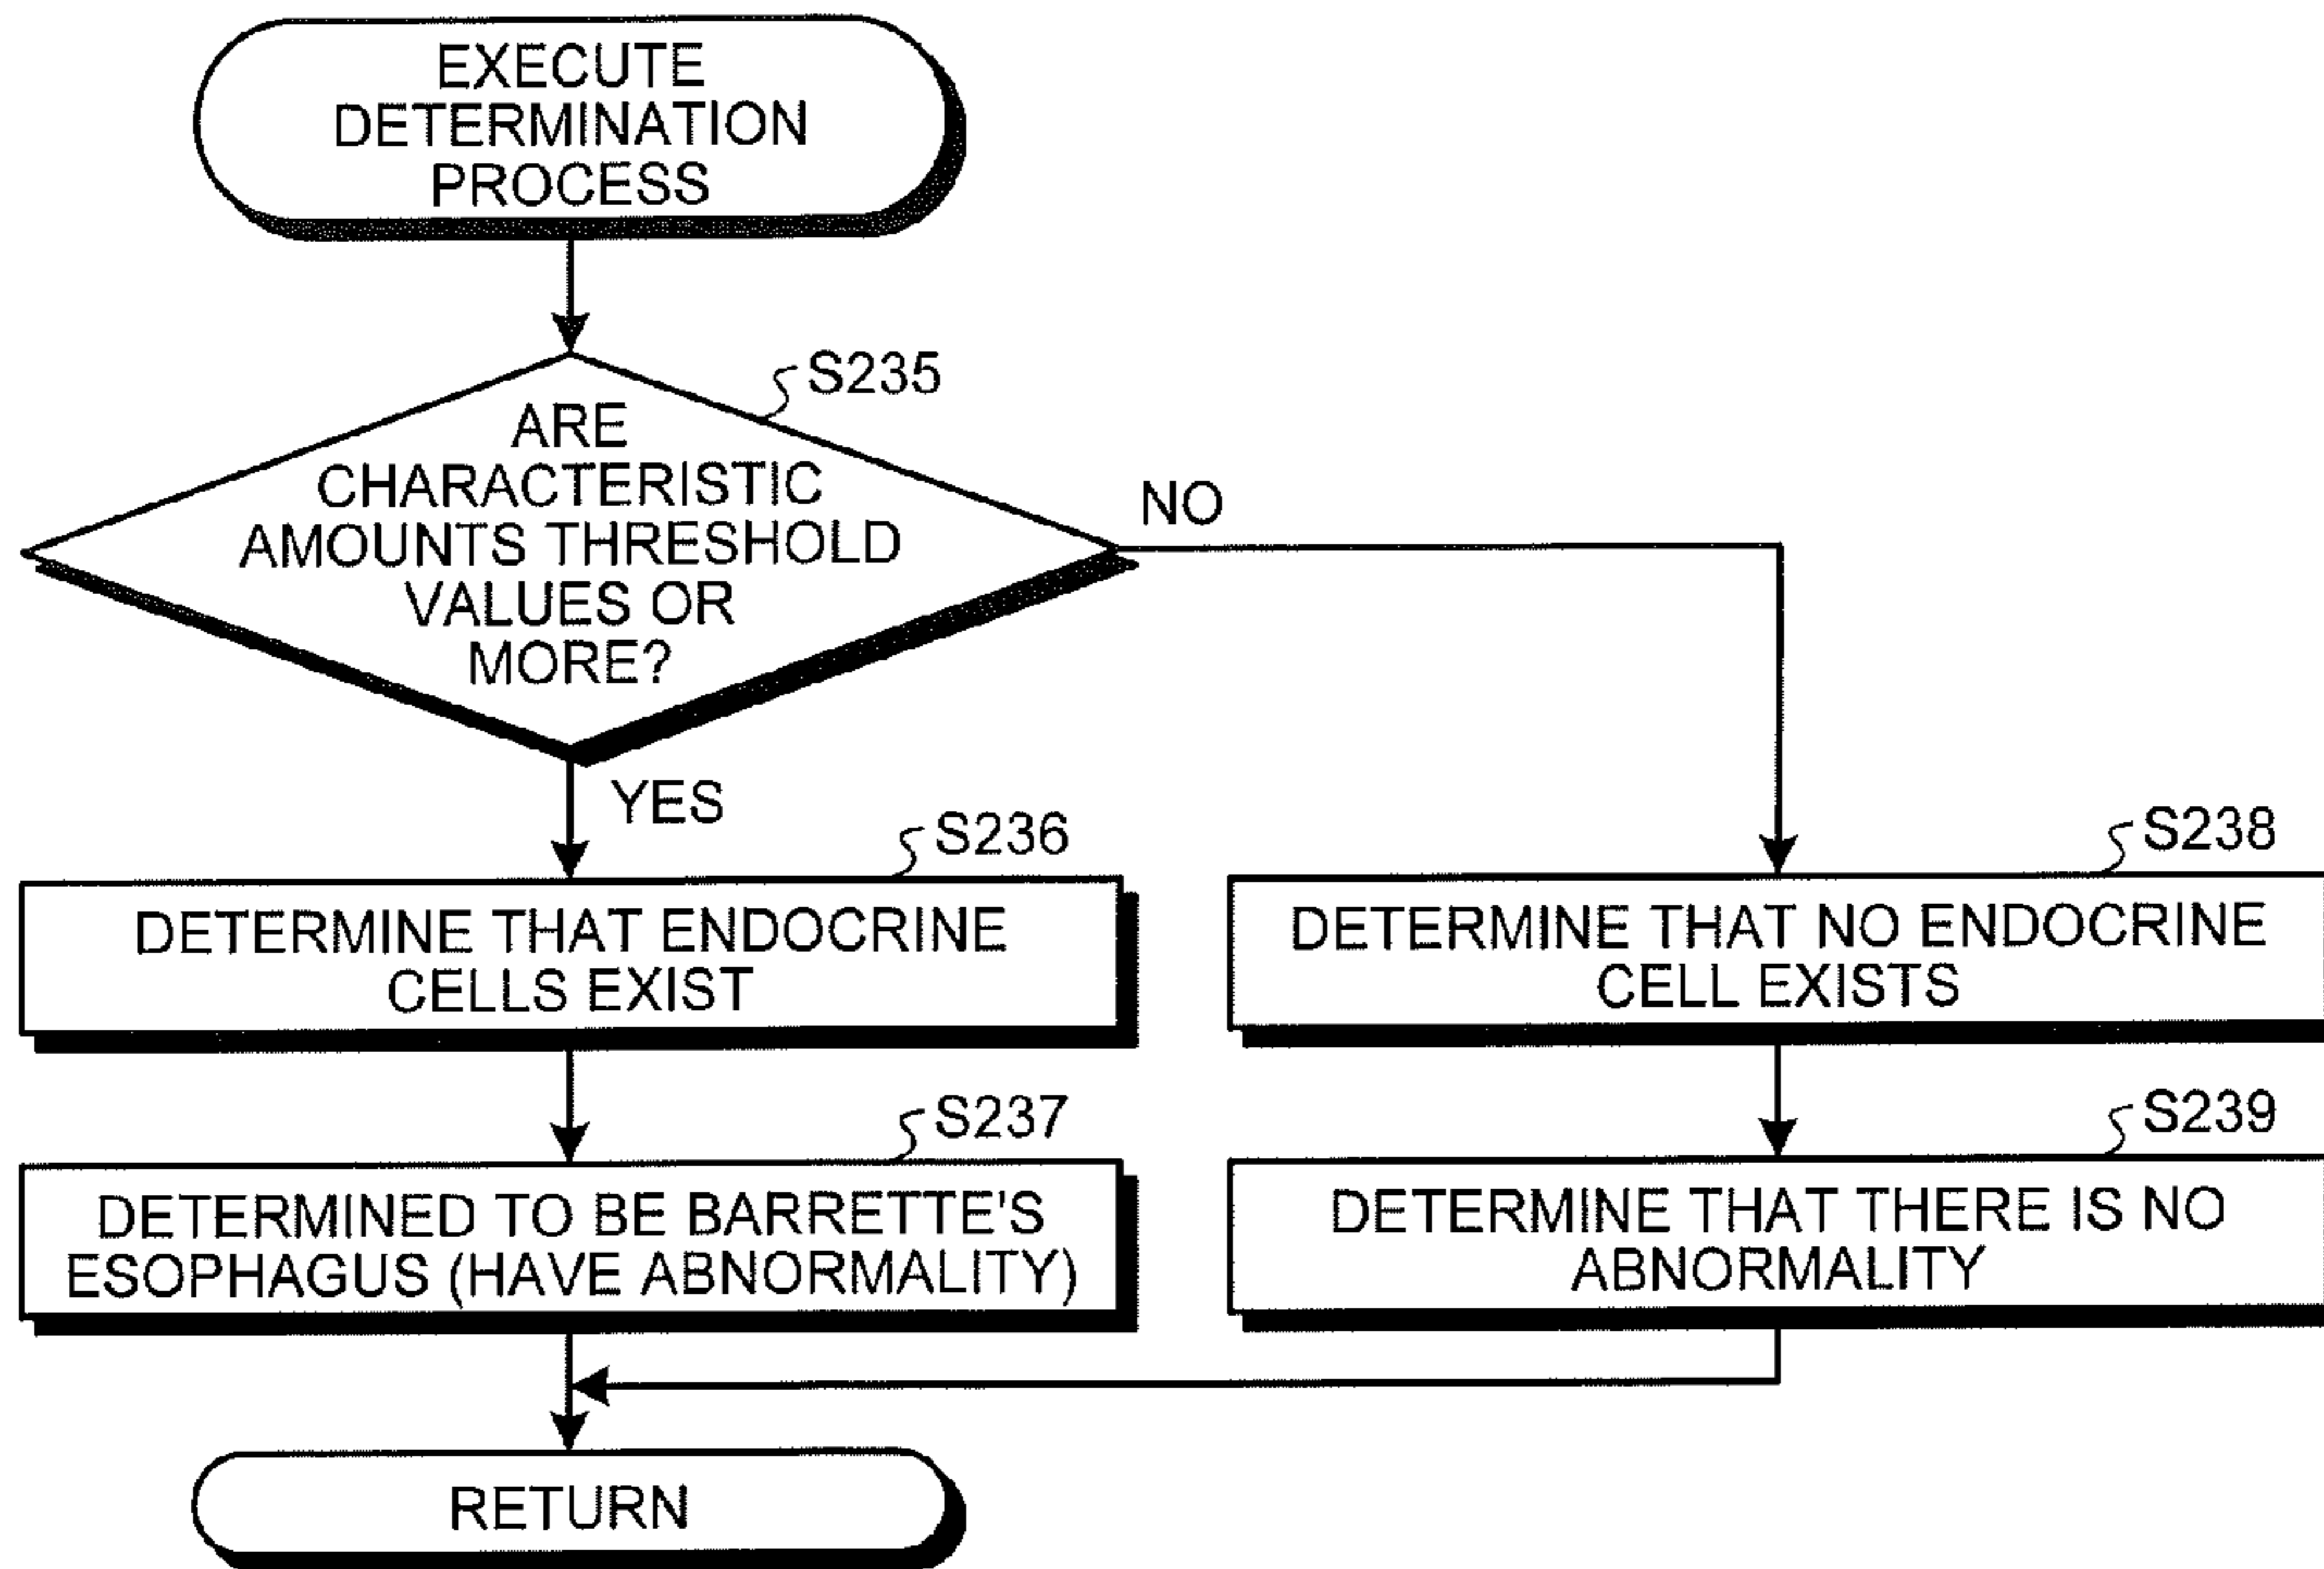 EXECUTE
DETERMINATION
PROCESS
S235
ARE
CHARACTERISTIC
AMOUNTS THRESHOLD
VALUES OR
MORE?
NO
YES
S236
DETERMINE THAT ENDOCRINE
CELLS EXIST
S238
DETERMINE THAT NO ENDOCRINE
CELL EXISTS
S237
DETERMINED TO BE BARRETTE'S
ESOPHAGUS (HAVE ABNORMALITY)
S239
DETERMINE THAT THERE IS NO
ABNORMALITY
RETURN